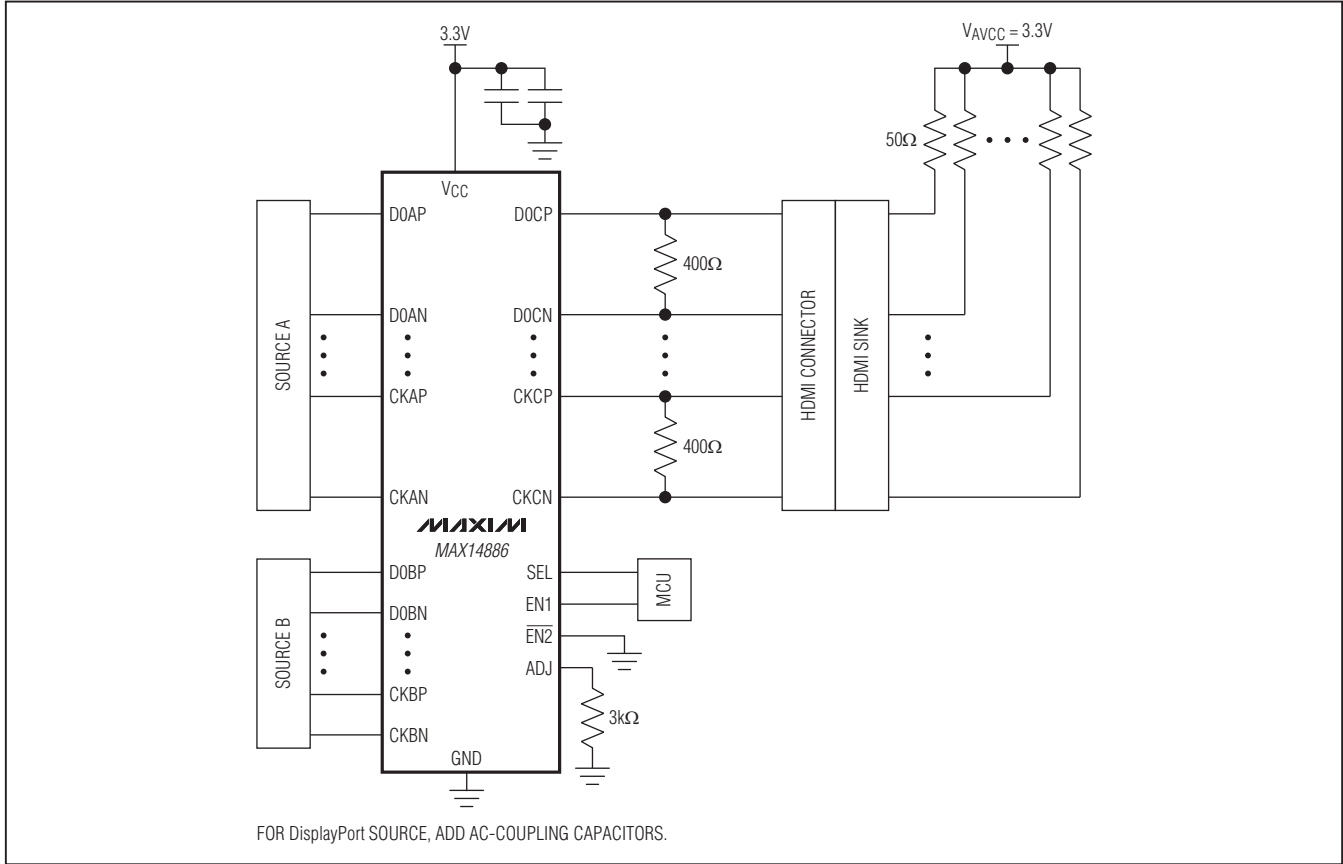 3.3V
VAVCC = 3.3V
50Ω
VCC
D0AP
D0CP
400Ω
D0AN
D0CN
SOURCE A
HDMI CONNECTOR
HDMI SINK
CKAP
CKCP
400Ω
CKAN
CKCN
MAXIM
MAX14886
D0BP
SEL
MCU
D0BN
EN1
SOURCE B
EN2
ADJ
CKBP
3kΩ
CKBN
GND
FOR DisplayPort SOURCE, ADD AC-COUPLING CAPACITORS.